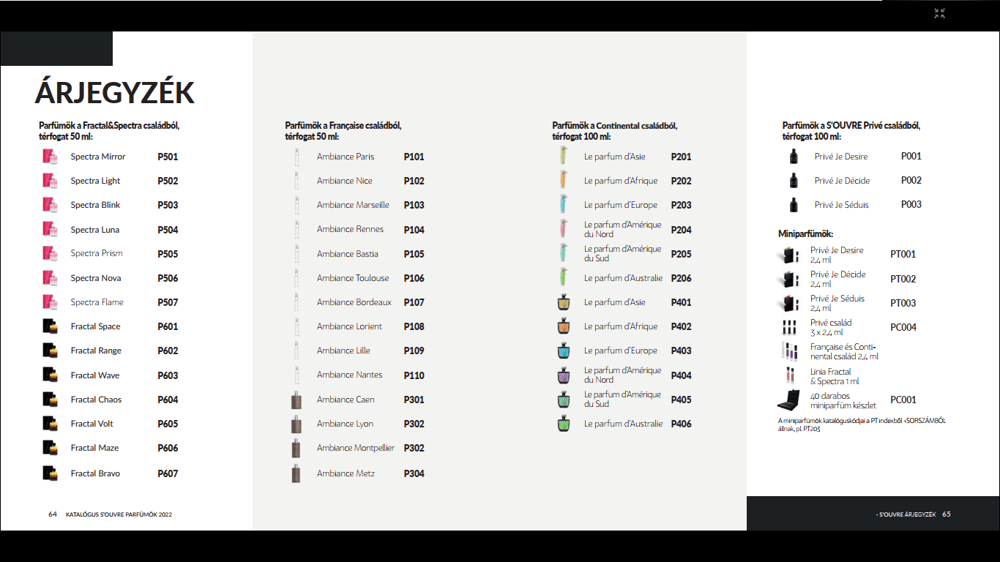 ÁRJEGYZÉK
Parfümök a Fractal&Spectra családból,
térfogat 50 ml:
Spectra Mirror P501
Spectra Light P502
Spectra Blink P503
Spectra Luna P504
Spectra Prism P505
Spectra Nova P506
Spectra Flame P507
Fractal Space P601
Fractal Range P602
Fractal Wave P603
Fractal Chaos P604
Fractal Volt P605
Fractal Maze P606
Fractal Bravo P607
Parfümök a Française családból,
térfogat 50 ml:
Ambiance Paris P101
Ambiance Nice P102
Ambiance Marseille P103
Ambiance Rennes P104
Ambiance Bastia P105
Ambiance Toulouse P106
Ambiance Bordeaux P107
Ambiance Lorient P108
Ambiance Lille P109
Ambiance Nantes P110
Ambiance Caen P301
Ambiance Lyon P302
Ambiance Montpellier P302
Ambiance Metz P304
Parfümök a Continental családból,
térfogat 100 ml:
Le parfum d'Asie P201
Le parfum d'Afrique P202
Le parfum d'Europe P203
Le parfum d'Amérique
du Nord P204
Le parfum d'Amérique
du Sud P205
Le parfum d'Australie P206
Le parfum d'Asie P401
Le parfum d'Afrique P402
Le parfum d'Europe P403
Le parfum d'Amérique
du Nord P404
Le parfum d'Amérique
du Sud P405
Le parfum d'Australie P406
Parfümök a S'OUVRE Privé családból,
térfogat 100 ml:
Privé Je Desire P001
Privé Je Décide P002
Privé Je Séduis P003
Miniparfümök:
Privé Je Desire
2,4 ml PT001
Privé Je Décide
2,4 ml PT002
Privé Je Séduis
2,4 ml PT003
Privé család
3 x 2,4 ml PC004
Française és Conti-
nental család 2,4 ml
Linia Fractal
& Spectra 1 ml
40 darabos
miniparfüm készlet PC001
A miniparfümök katalóguskódjai a PT indexből +SORSZÁMBÓL
állnak, pl. PT203
64 KATALÓGUS S'OUVRE PARFÜMÖK 2022
- S'OUVRE ÁRJEGYZÉK 65